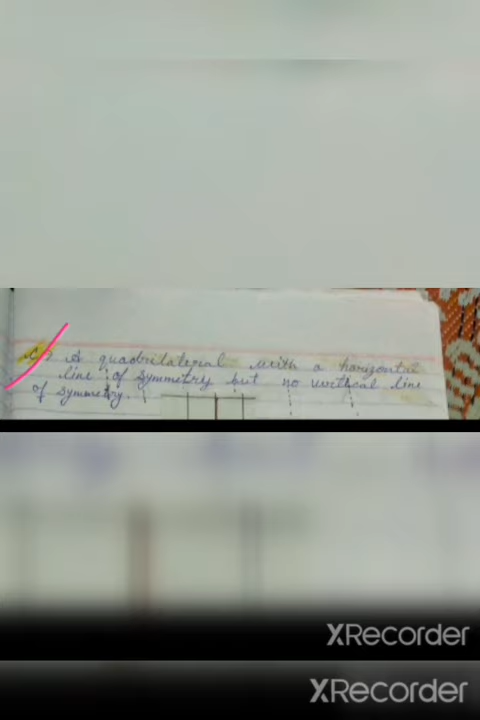 c) A quadrilateral with a horizontal
line of symmetry but no vertical line
of symmetry.
XRecorder
XRecorder